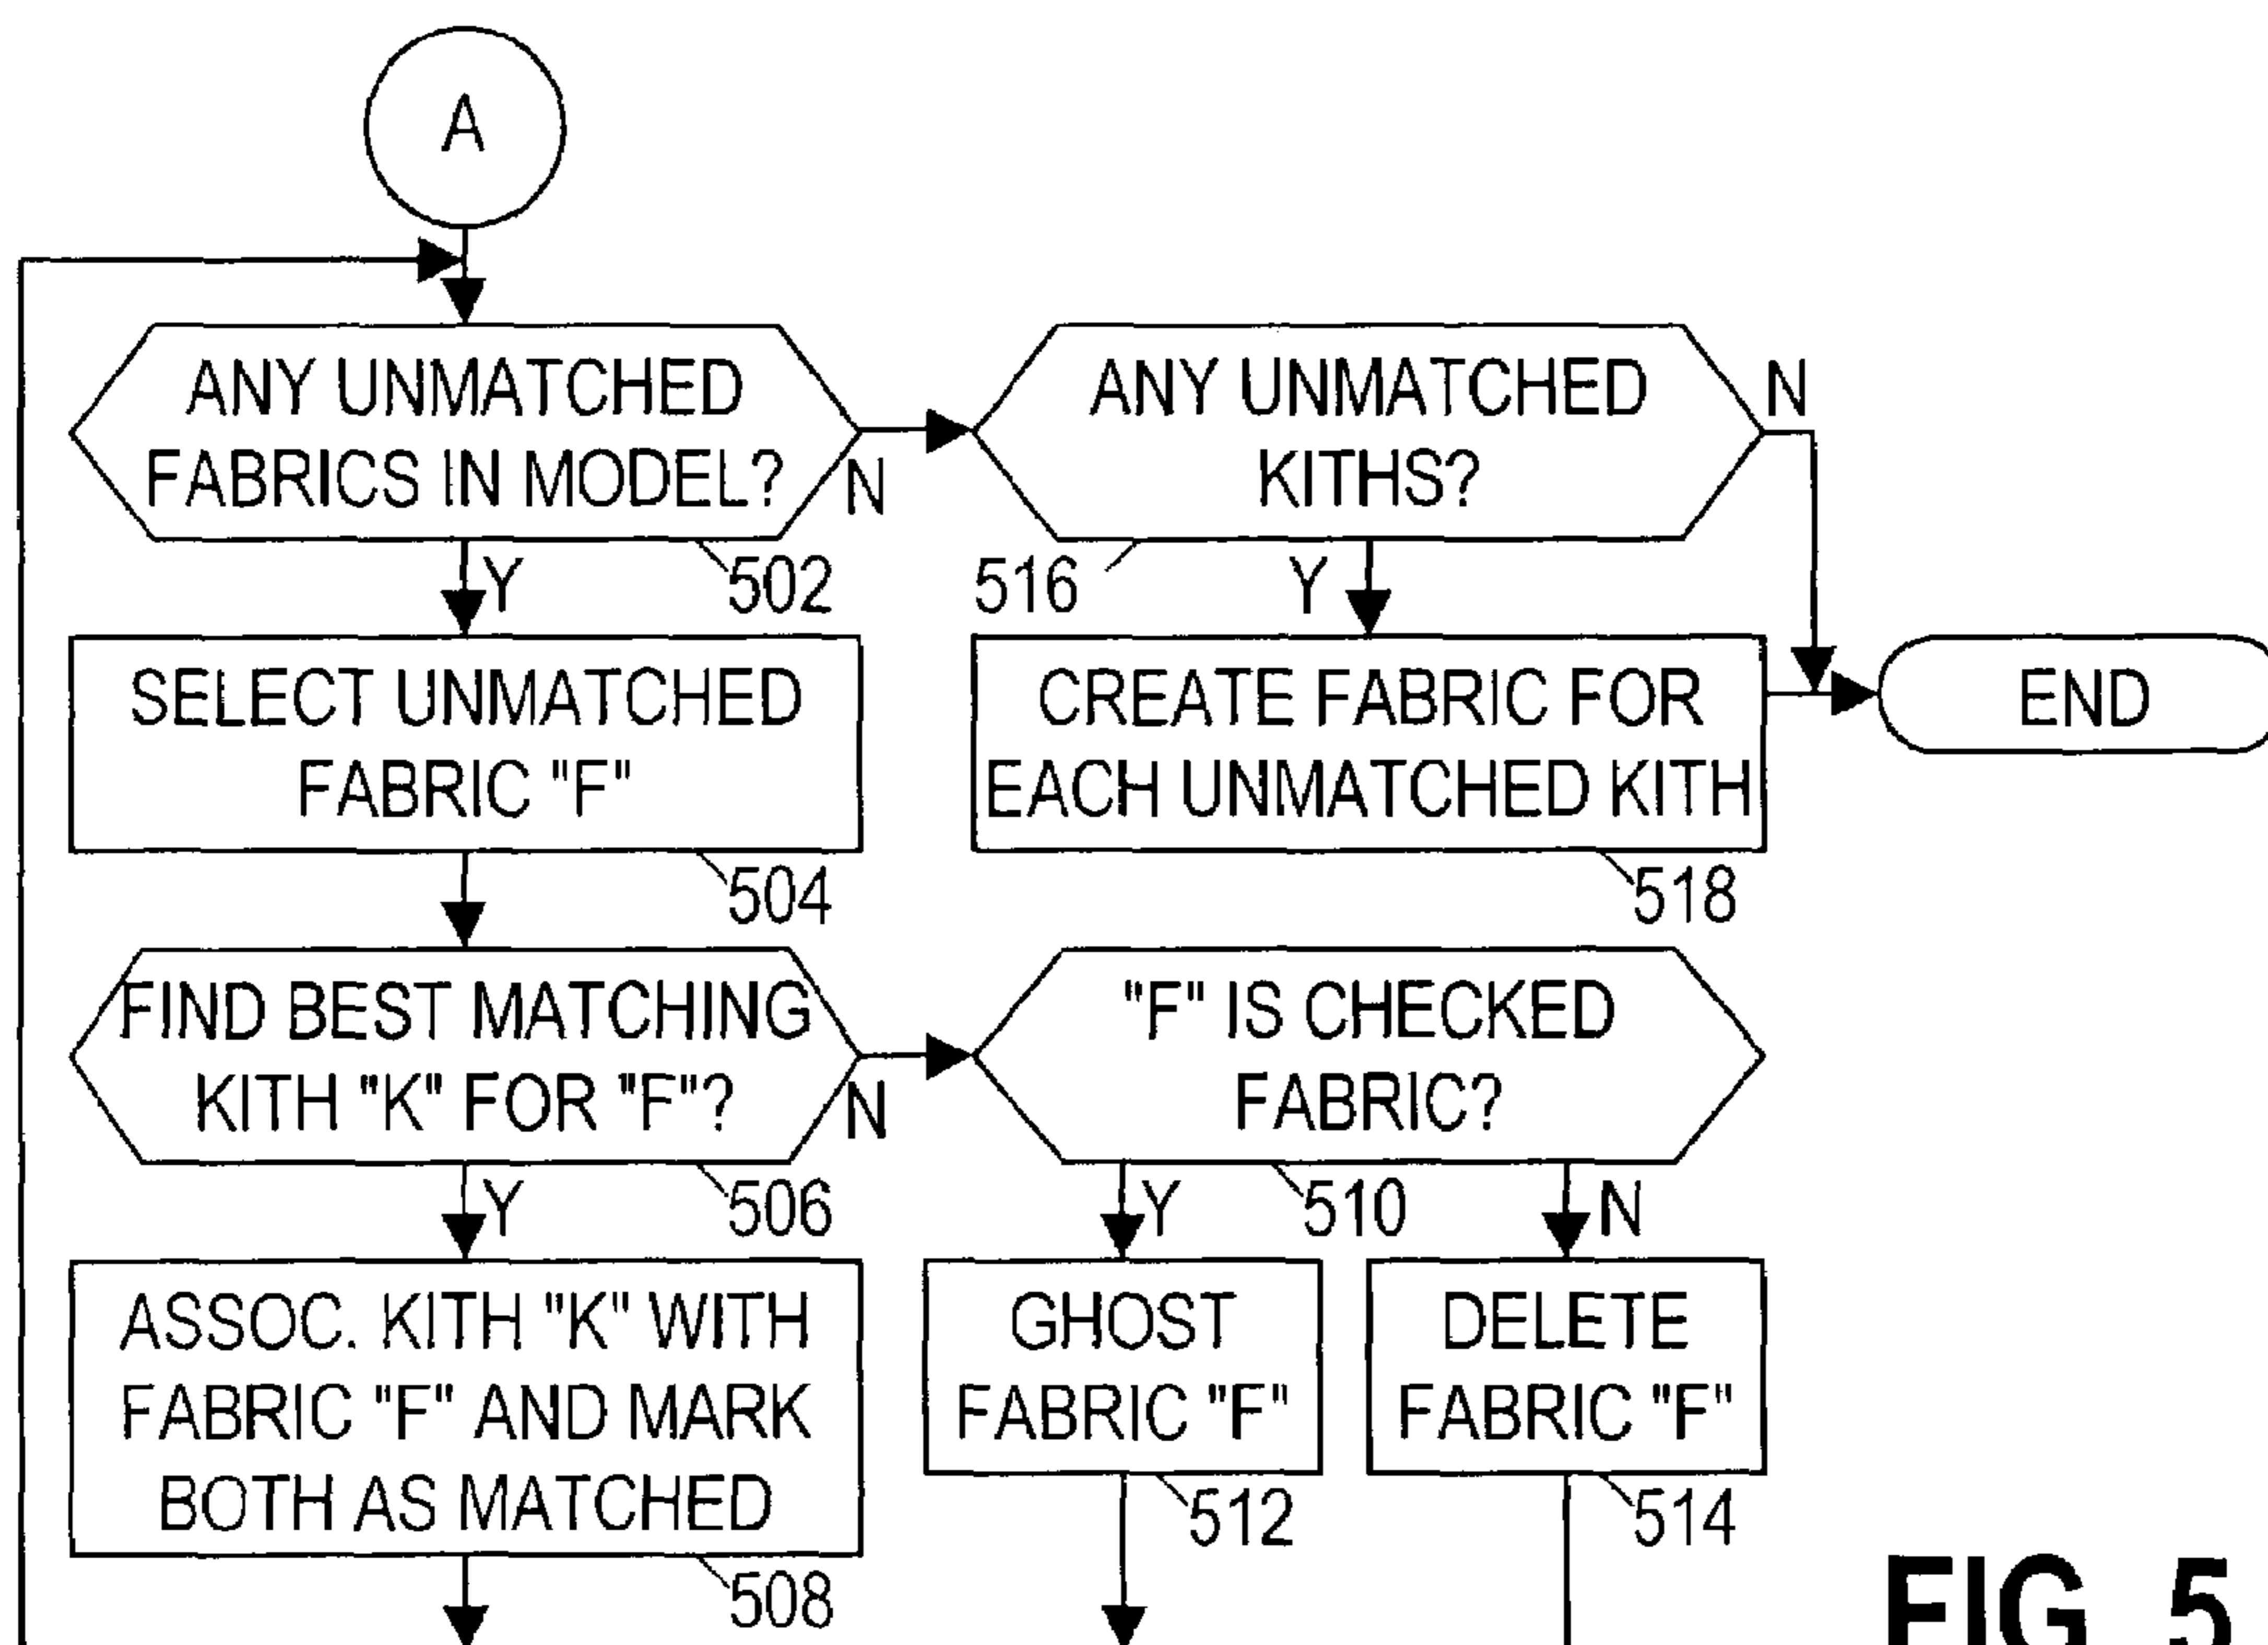 A
ANY UNMATCHED
FABRICS IN MODEL?
N
Y
502
ANY UNMATCHED
KITHS?
N
516
Y
SELECT UNMATCHED
FABRIC "F"
504
CREATE FABRIC FOR
EACH UNMATCHED KITH
518
END
FIND BEST MATCHING
KITH "K" FOR "F"?
N
Y
506
"F" IS CHECKED
FABRIC?
Y
510
N
ASSOC. KITH "K" WITH
FABRIC "F" AND MARK
BOTH AS MATCHED
508
GHOST
FABRIC "F"
512
DELETE
FABRIC "F"
514
FIG. 5